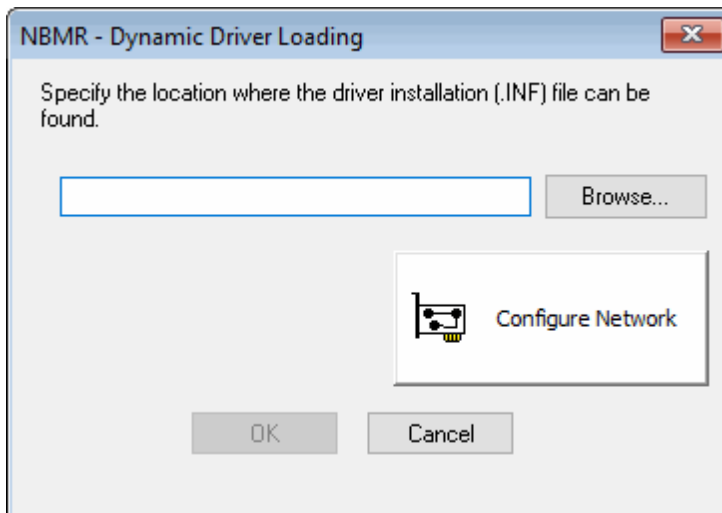 NBMR - Dynamic Driver Loading
Specify the location where the driver installation (.INF) file can be
found.
Browse...
Configure Network
OK
Cancel